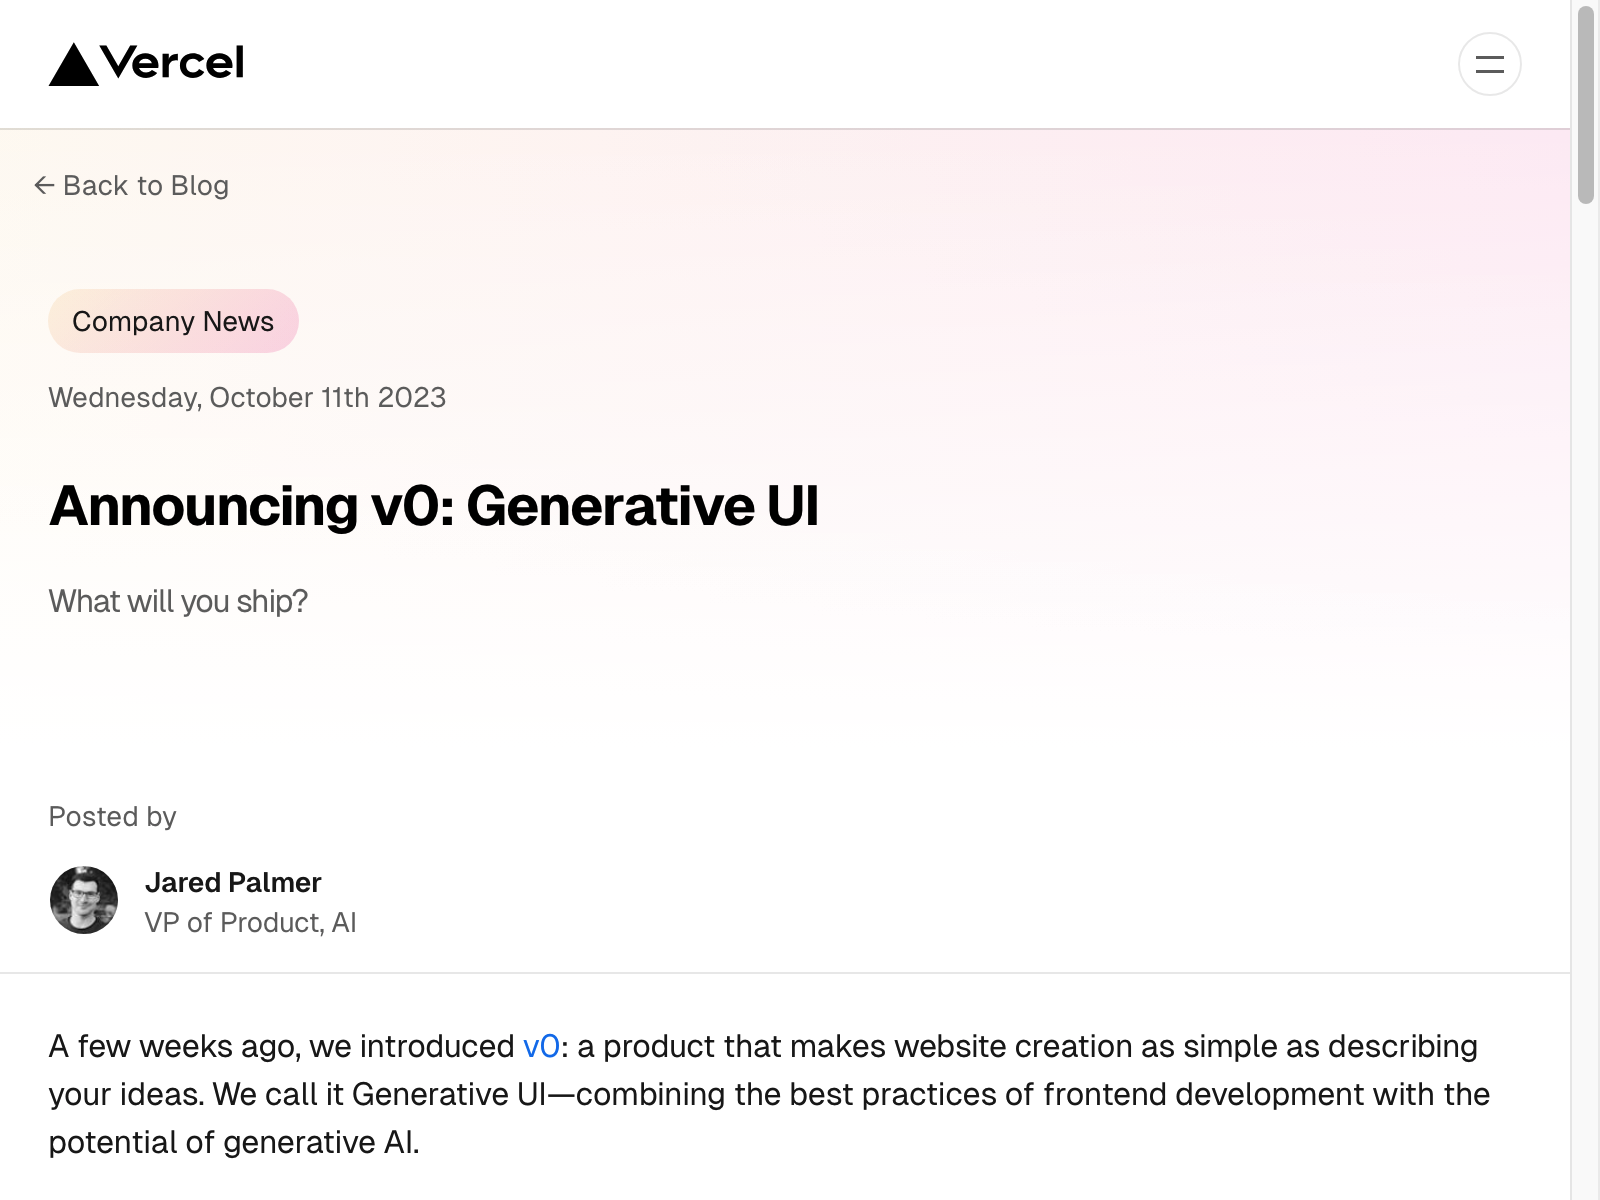 Vercel
← Back to Blog
Company News
Wednesday, October 11th 2023
Announcing v0: Generative UI
What will you ship?
Posted by
Jared Palmer
VP of Product, AI
A few weeks ago, we introduced v0: a product that makes website creation as simple as describing
your ideas. We call it Generative UI—combining the best practices of frontend development with the
potential of generative AI.